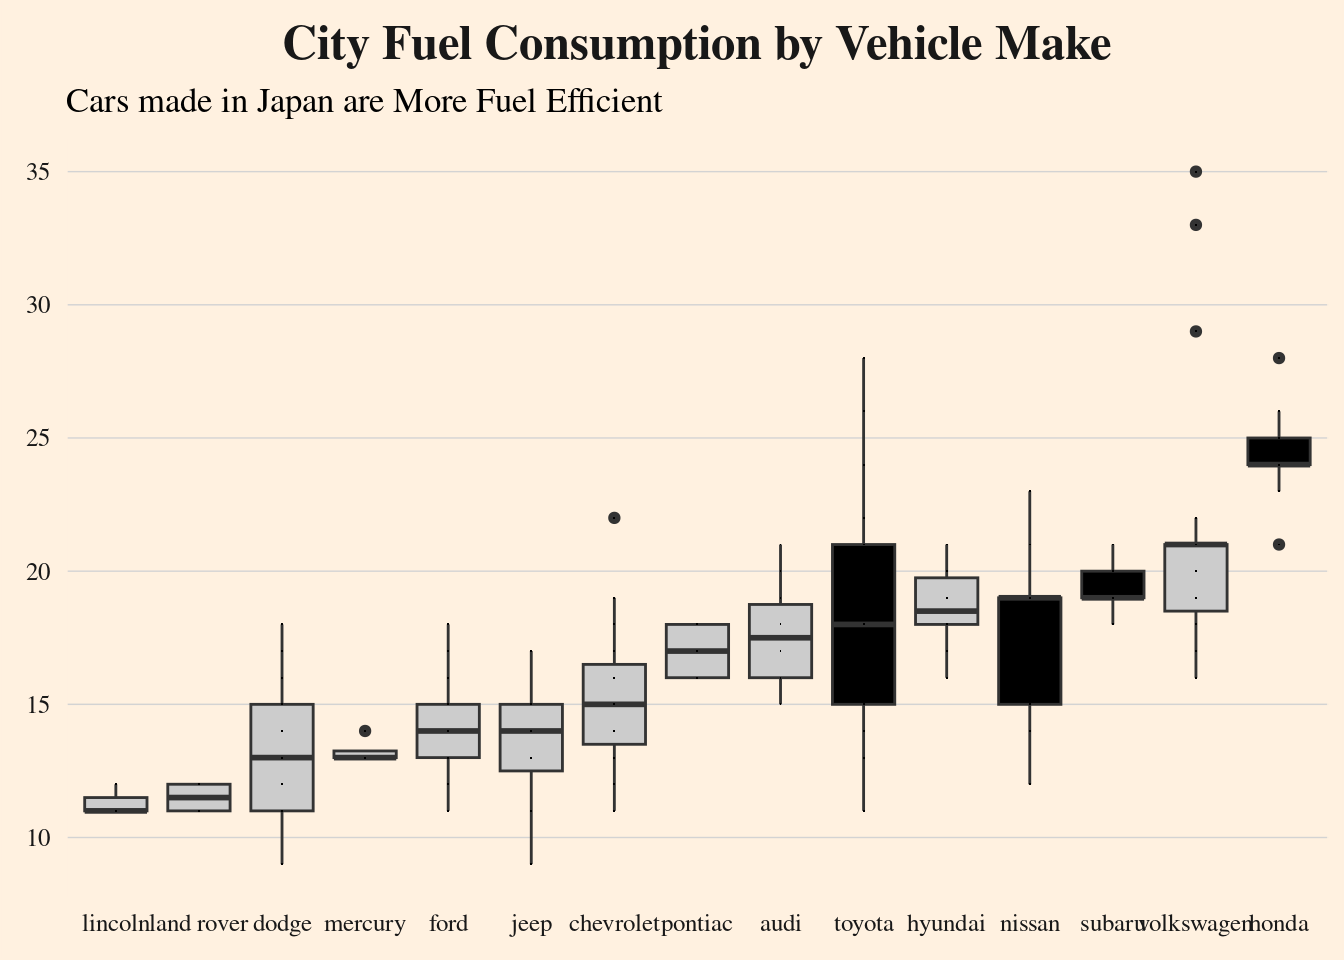 City Fuel Consumption by Vehicle Make
Cars made in Japan are More Fuel Efficient
35
30
25
20
15
10
lincoln land rover dodge mercury ford jeep chevrolet pontiac audi toyota hyundai nissan subaru volkswagen honda